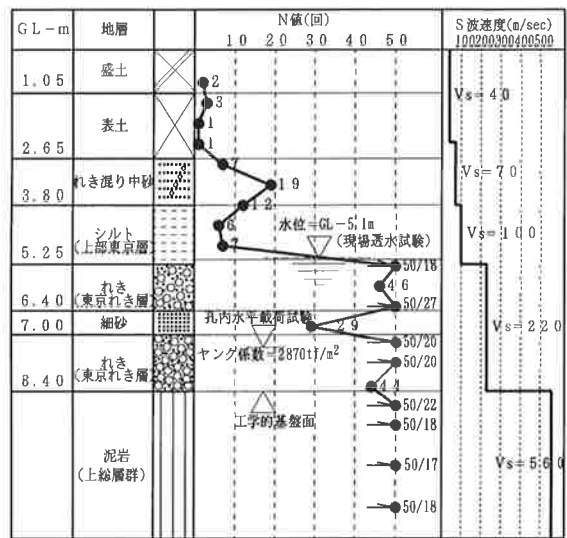 GL-m
地層
N値(回)
10 20 30 40 50
S波速度(m/sec)
100200300400500
盛土
1.05
2
Vs=40
3
表土
1
1
2.65
7
れき混り中砂
19
Vs=70
3.80
12
シルト
(上部東京層)
6
水位=GL-5.1m
(現場透水試験)
7
Vs=100
5.25
50/18
れき
(東京れき層)
46
6.40
50/27
細砂
孔内水平載荷試験
29
Vs=220
7.00
50/20
ヤング係数=2870tf/m²
れき
(東京れき層)
50/20
8.40
44
50/22
工学的基盤面
50/18
泥岩
(上総層群)
50/17
Vs=560
50/18